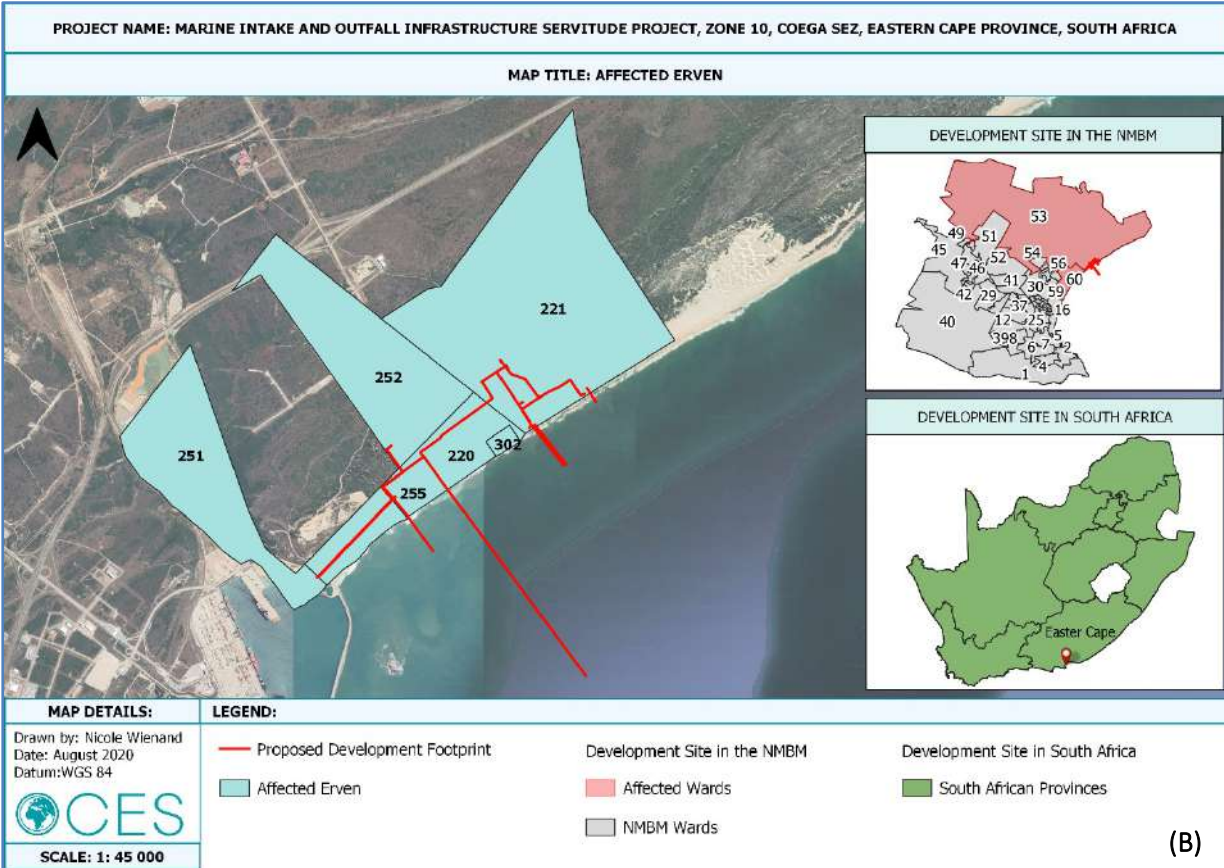 PROJECT NAME: MARINE INTAKE AND OUTFALL INFRASTRUCTURE SERVITUDE PROJECT, ZONE 10, COEGA SEZ, EASTERN CAPE PROVINCE, SOUTH AFRICA
MAP TITLE: AFFECTED ERVEN
221
252
251
220
302
255
DEVELOPMENT SITE IN THE NMBM
53
49
51
45
54
52
56
47
46
41
60
30
59
42
29
37
16
40
12
25
5
398
6
7
2
4
1
DEVELOPMENT SITE IN SOUTH AFRICA
Easter Cape
MAP DETAILS:
Drawn by: Nicole Wienand
Date: August 2020
Datum:WGS 84
CES
SCALE: 1: 45 000
LEGEND:
Proposed Development Footprint
Affected Erven
Development Site in the NMBM
Affected Wards
NMBM Wards
Development Site in South Africa
South African Provinces
(B)